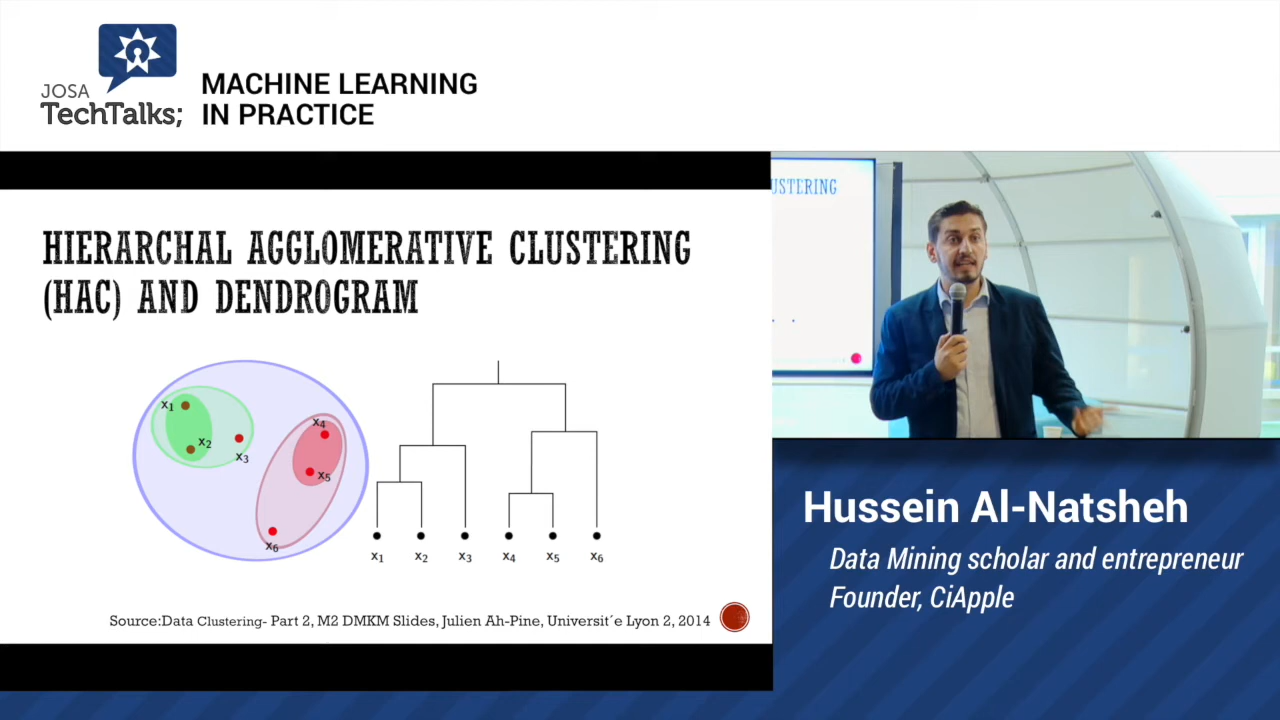 JOSA
TechTalks;
MACHINE LEARNING
IN PRACTICE
HIERARCHAL AGGLOMERATIVE CLUSTERING
(HAC) AND DENDROGRAM
x1
x2
x3
x4
x5
x6
x1 x2 x3 x4 x5 x6
Source:Data Clustering- Part 2, M2 DMKM Slides, Julien Ah-Pine, Universit´e Lyon 2, 2014
USTERING
Hussein Al-Natsheh
Data Mining scholar and entrepreneur
Founder, CiApple